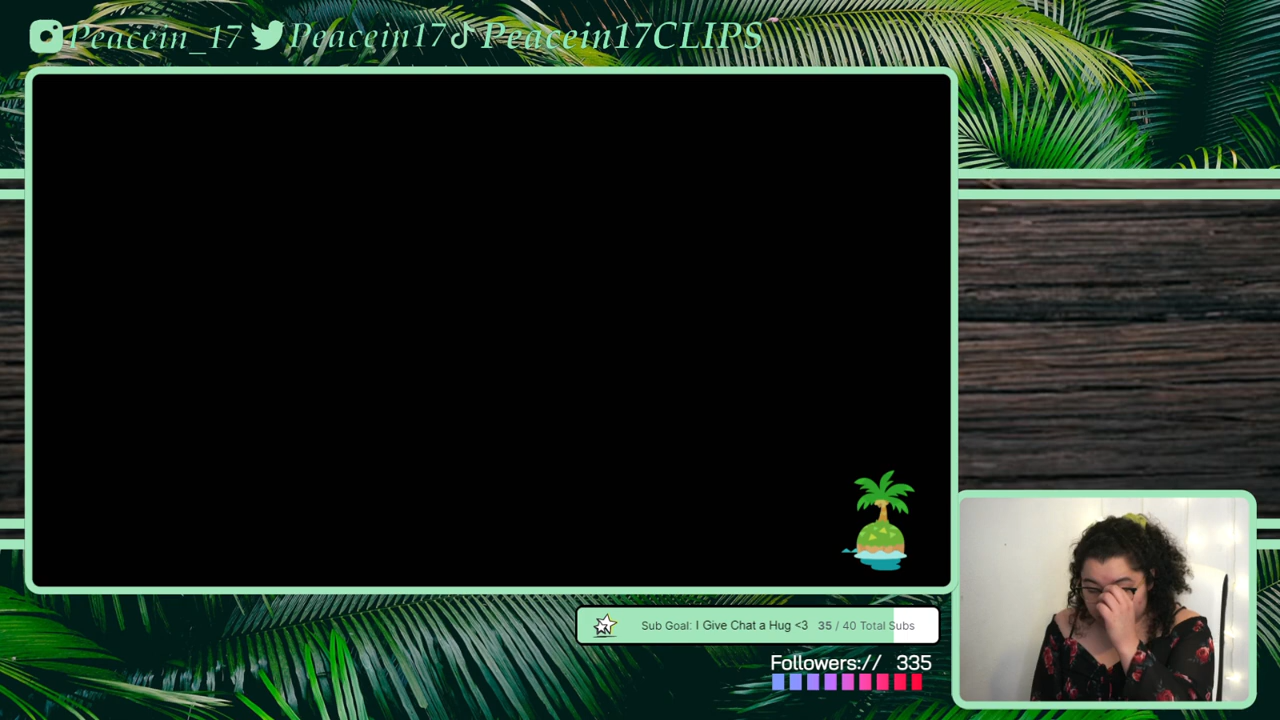 Peacein_17 Peacein17 Peacein17CLIPS
Sub Goal: I Give Chat a Hug <3 35 / 40 Total Subs
Followers:// 335